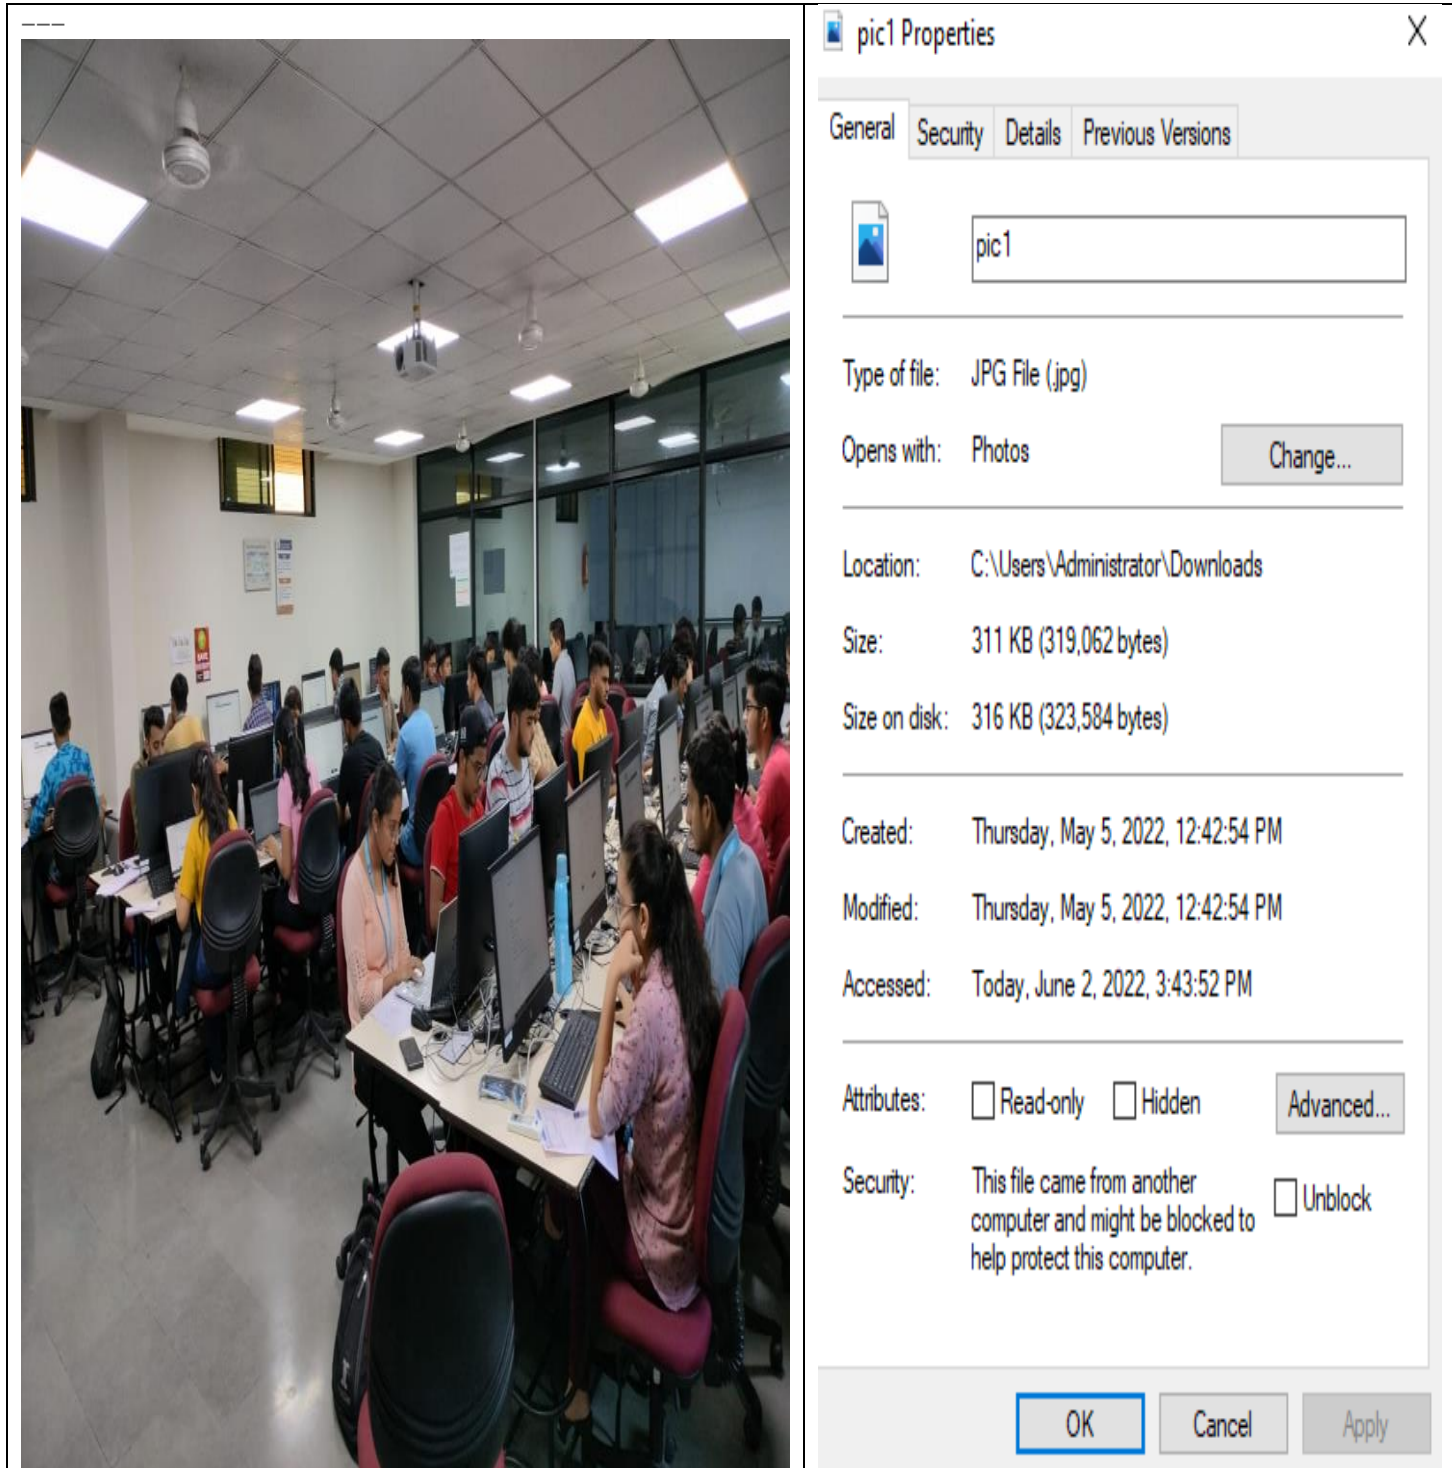 ___
pic1 Properties
General Security Details Previous Versions
pic1
Type of file: JPG File (.jpg)
Opens with: Photos Change...
Location: C:\Users\Administrator\Downloads
Size: 311 KB (319,062 bytes)
Size on disk: 316 KB (323,584 bytes)
Created: Thursday, May 5, 2022, 12:42:54 PM
Modified: Thursday, May 5, 2022, 12:42:54 PM
Accessed: Today, June 2, 2022, 3:43:52 PM
Attributes: Read-only Hidden Advanced...
Security: This file came from another
computer and might be blocked to
help protect this computer.
Unblock
OK Cancel Apply